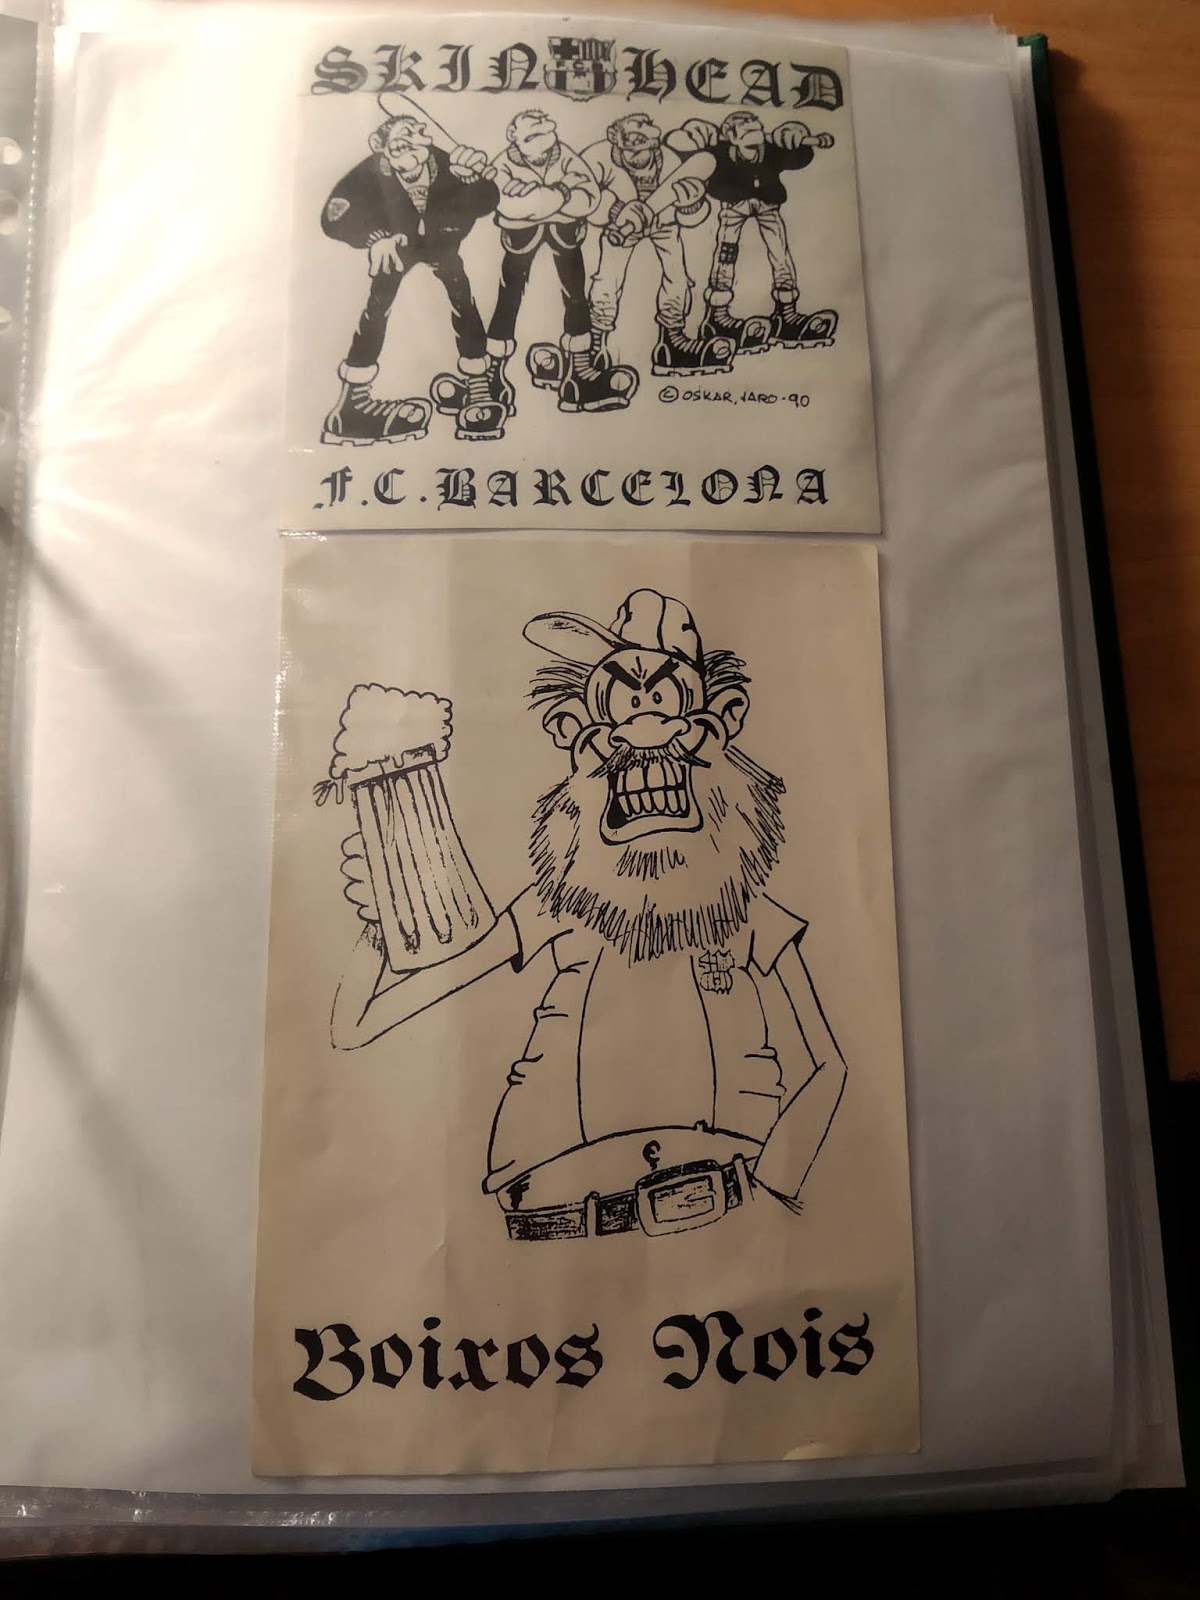 SKIN HEAD
© OSKAR, JARO · 90
F.C. BARCELONA
Boixos Nois